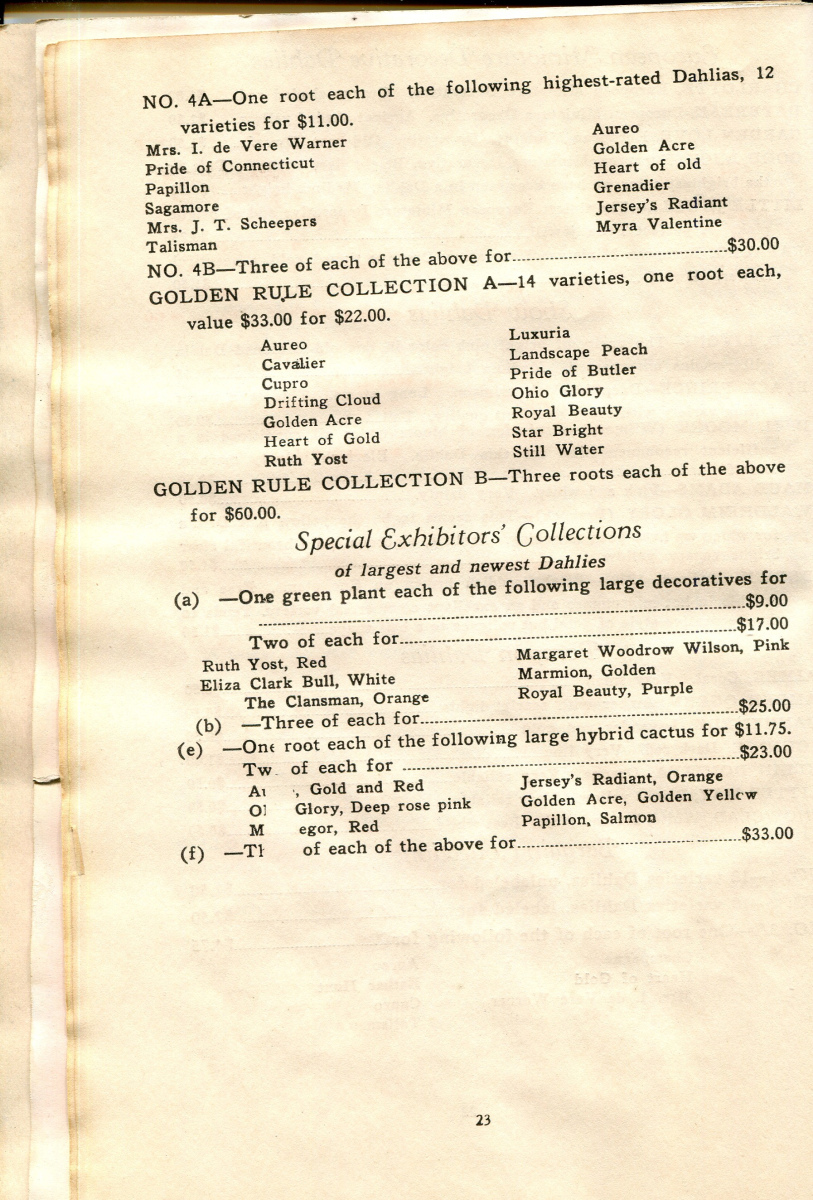 NO. 4A—One root each of the following highest-rated Dahlias, 12
varieties for $11.00.
Mrs. I. de Vere Warner
Pride of Connecticut
Papillon
Sagamore
Mrs. J. T. Scheepers
Talisman
Aureo
Golden Acre
Heart of old
Grenadier
Jersey's Radiant
Myra Valentine
NO. 4B—Three of each of the above for........$30.00
GOLDEN RULE COLLECTION A—14 varieties, one root each,
value $33.00 for $22.00.
Aureo
Cavalier
Cupro
Drifting Cloud
Golden Acre
Heart of Gold
Ruth Yost
Luxuria
Landscape Peach
Pride of Butler
Ohio Glory
Royal Beauty
Star Bright
Still Water
GOLDEN RULE COLLECTION B—Three roots each of the above
for $60.00.
Special Exhibitors' Collections
of largest and newest Dahlies
(a) —One green plant each of the following large decoratives for
........$9.00
Two of each for........$17.00
Ruth Yost, Red
Eliza Clark Bull, White
The Clansman, Orange
Margaret Woodrow Wilson, Pink
Marmion, Golden
Royal Beauty, Purple
(b) —Three of each for........$25.00
(e) —One root each of the following large hybrid cactus for $11.75.
Tw of each for ........$23.00
, Gold and Red
Glory, Deep rose pink
egor, Red
Jersey's Radiant, Orange
Golden Acre, Golden Yellow
Papillon, Salmon
(f) — of each of the above for........$33.00
23